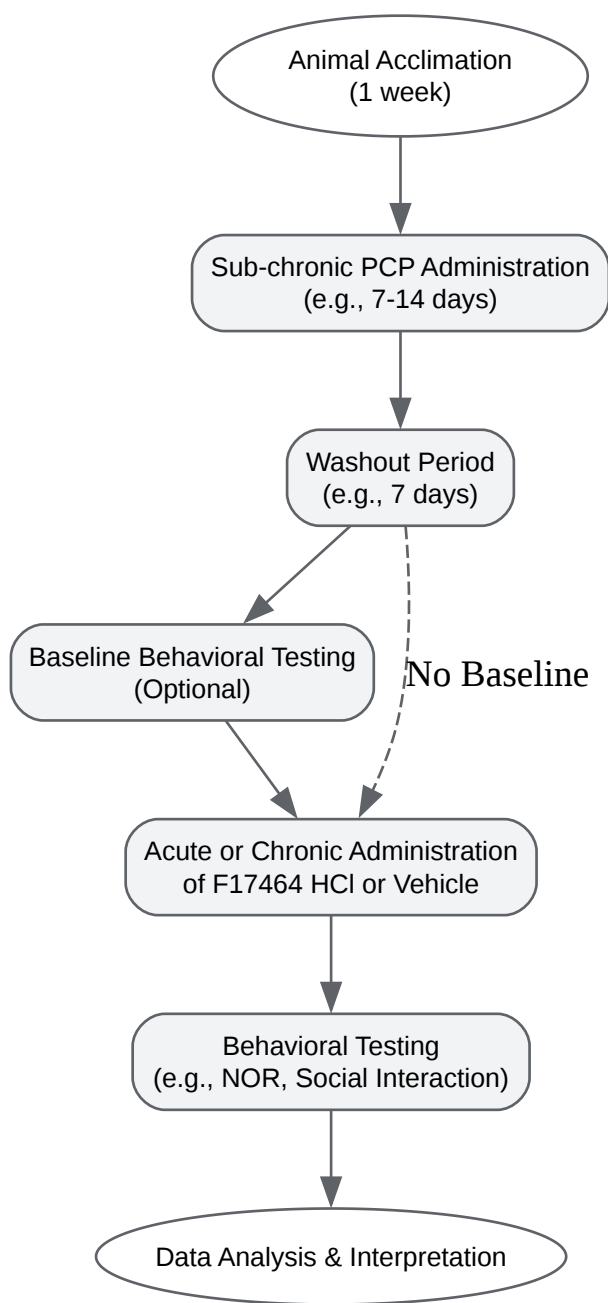 Animal Acclimation
(1 week)
Sub-chronic PCP Administration
(e.g., 7-14 days)
Washout Period
(e.g., 7 days)
Baseline Behavioral Testing
(Optional)
No Baseline
Acute or Chronic Administration
of F17464 HCl or Vehicle
Behavioral Testing
(e.g., NOR, Social Interaction)
Data Analysis & Interpretation